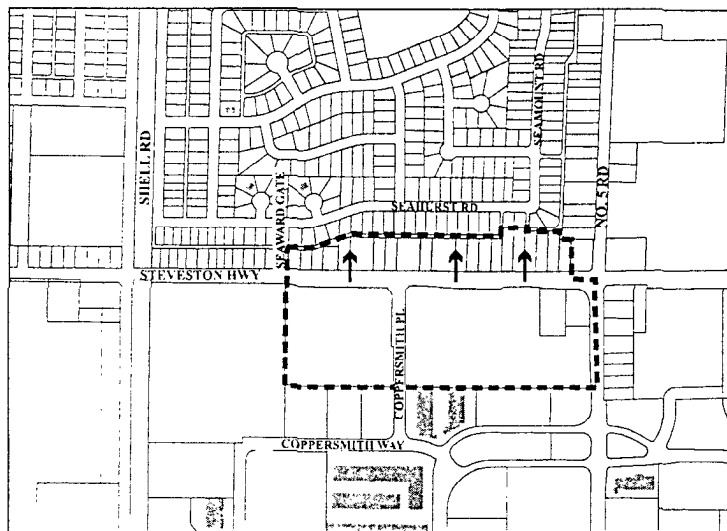 SEAMOUNT RD
SHELL RD
NO. 5 RD
SEAWARD GATE
SEAHURST RD
STEVESTON HWY
COPPERSMITH PL
COPPERSMITH WAY